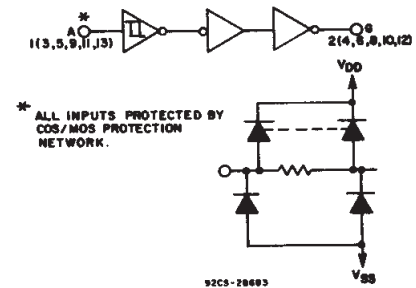 *
A
1(3,5,9,11,13)
G
2(4,6,8,10,12)
* ALL INPUTS PROTECTED BY
COS/MOS PROTECTION
NETWORK.
VDD
VSS
92CS-28683